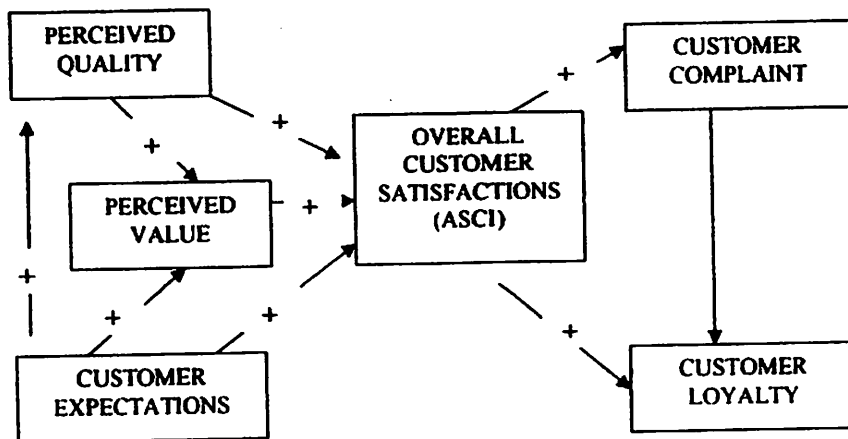 PERCEIVED
QUALITY
CUSTOMER
COMPLAINT
+
+
OVERALL
CUSTOMER
SATISFACTIONS
(ASCI)
+
PERCEIVED
VALUE
+
+
+
+
+
CUSTOMER
EXPECTATIONS
CUSTOMER
LOYALTY